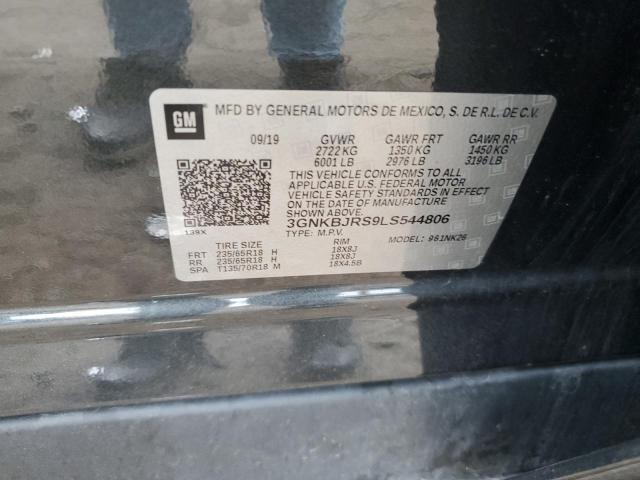 GM
MFD BY GENERAL MOTORS DE MEXICO, S. DE R.L. DE C.V.
09/19 GVWR GAWR FRT GAWR RR
2722 KG 1350 KG 1450 KG
6001 LB 2976 LB 3196 LB
THIS VEHICLE CONFORMS TO ALL
APPLICABLE U.S. FEDERAL MOTOR
VEHICLE SAFETY STANDARDS IN EFFECT
ON THE DATE OF MANUFACTURE
SHOWN ABOVE.
3GNKBJRS9LS544806
139X
TYPE: M.P.V. MODEL: 981NK26
TIRE SIZE RIM
FRT 235/65R18 H 18X8J
RR 235/65R18 H 18X8J
SPA T135/70R18 M 18X4.5B